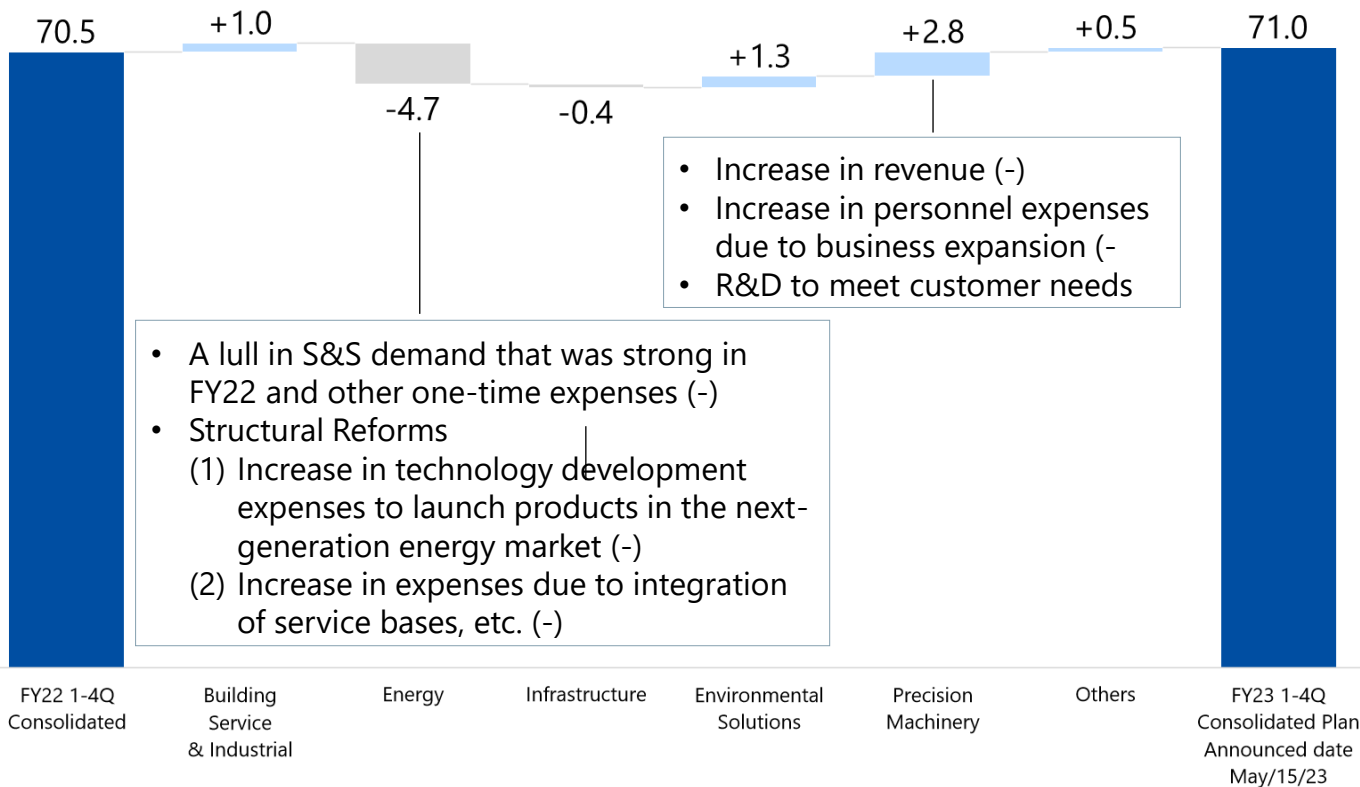 70.5
+1.0
-4.7
-0.4
+1.3
+2.8
+0.5
71.0
• Increase in revenue (-)
• Increase in personnel expenses
due to business expansion (-
• R&D to meet customer needs
• A lull in S&S demand that was strong in
FY22 and other one-time expenses (-)
• Structural Reforms
(1) Increase in technology development
expenses to launch products in the next-
generation energy market (-)
(2) Increase in expenses due to integration
of service bases, etc. (-)
FY22 1-4Q
Consolidated
Building
Service
& Industrial
Energy
Infrastructure
Environmental
Solutions
Precision
Machinery
Others
FY23 1-4Q
Consolidated Plan
Announced date
May/15/23